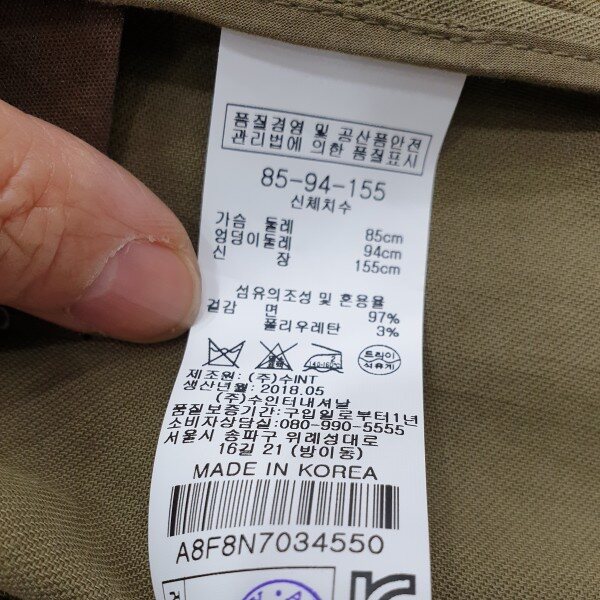 품질경영 및 공산품안전
관리법에 의한 품질표시
85-94-155
신체치수
가슴 둘레 85cm
엉덩이둘레 94cm
신 장 155cm
섬유의조성 및 혼용율
겉감 면 97%
폴리우레탄 3%
드라이
석유계
제조원: (주)수INT
생산년월: 2018.05
(주)수인터내셔날
품질보증기간: 구입일로부터1년
소비자상담실: 080-990-5555
서울시 송파구 위례성대로
16길 21 (방이동)
MADE IN KOREA
A8F8N7034550